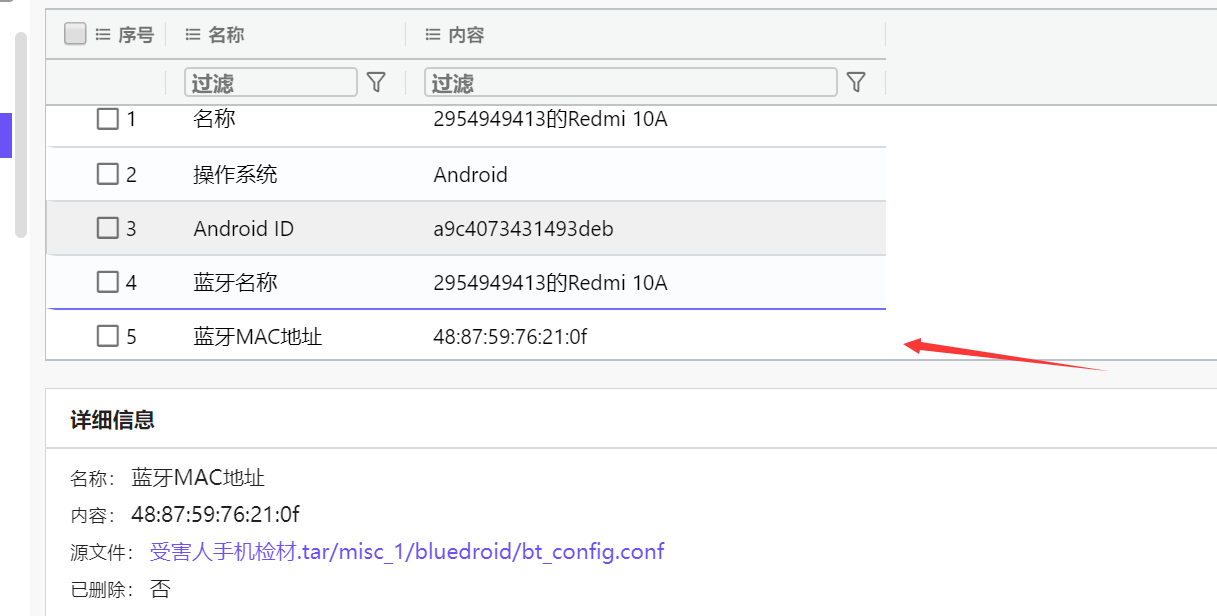 序号 名称 内容
过滤 过滤
1 名称 2954949413的Redmi 10A
2 操作系统 Android
3 Android ID a9c4073431493deb
4 蓝牙名称 2954949413的Redmi 10A
5 蓝牙MAC地址 48:87:59:76:21:0f
详细信息
名称: 蓝牙MAC地址
内容: 48:87:59:76:21:0f
源文件: 受害人手机检材.tar/misc_1/bluedroid/bt_config.conf
已删除: 否